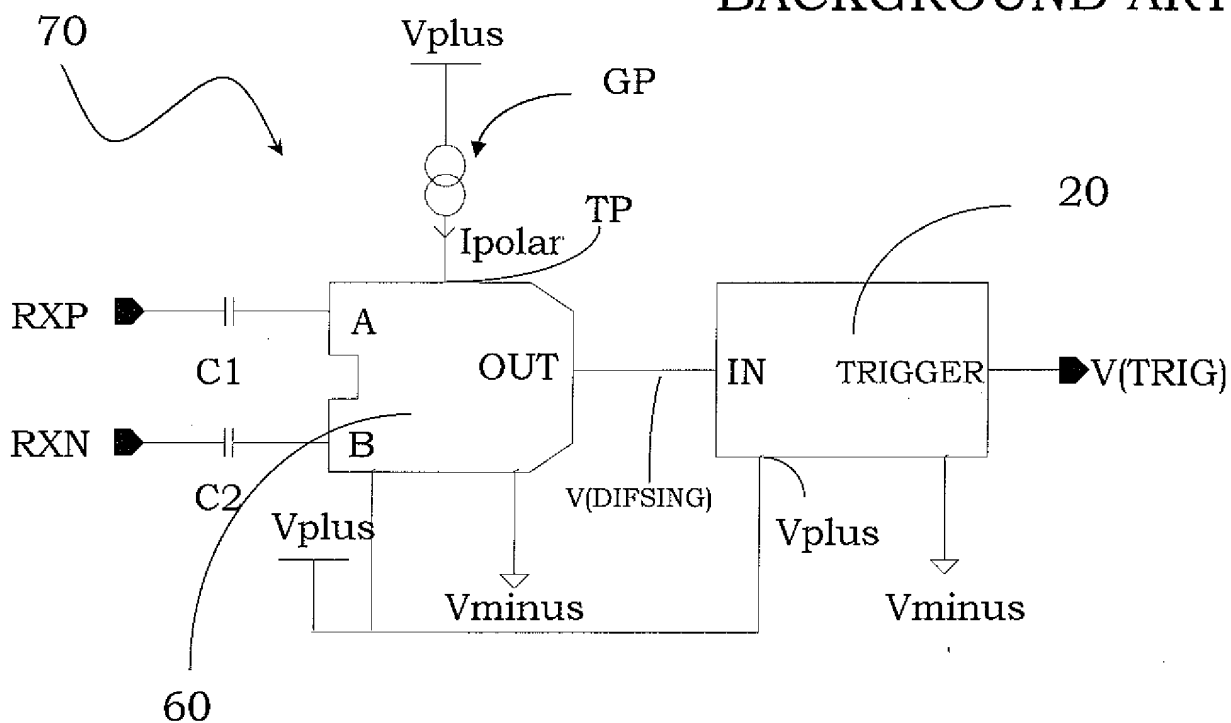 BACKGROUND ART
70
Vplus
GP
20
TP
Ipolar
RXP
A
C1
OUT
IN
TRIGGER
V(TRIG)
RXN
B
C2
V(DIFSING)
Vplus
Vplus
Vminus
Vminus
60